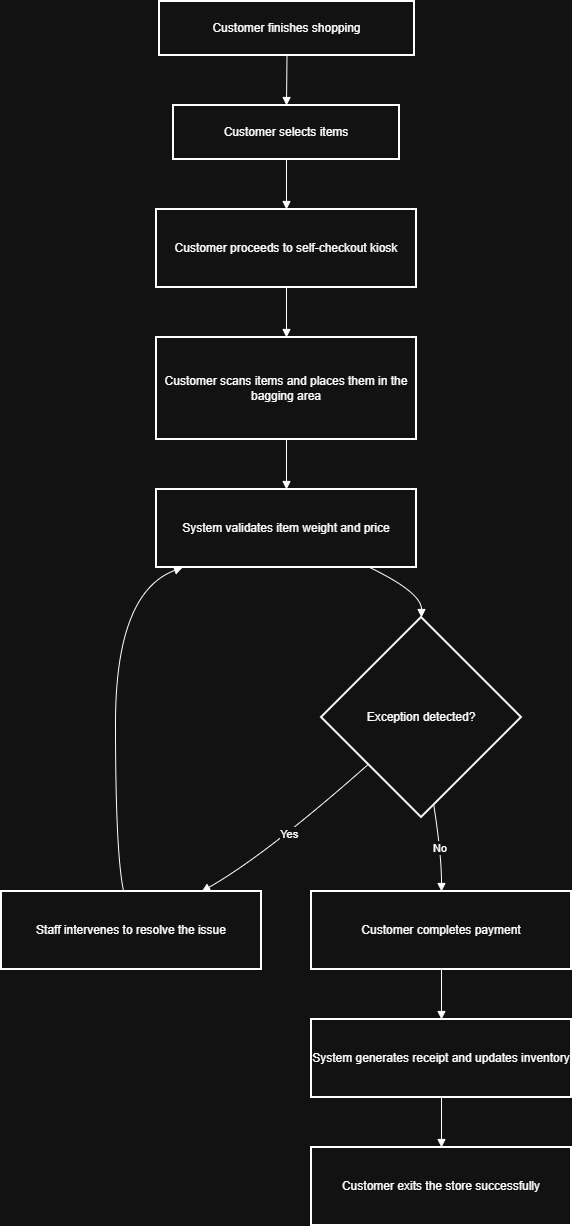 Customer finishes shopping
Customer selects items
Customer proceeds to self-checkout kiosk
Customer scans items and places them in the
bagging area
System validates item weight and price
Exception detected?
Yes
No
Staff intervenes to resolve the issue
Customer completes payment
System generates receipt and updates inventory
Customer exits the store successfully